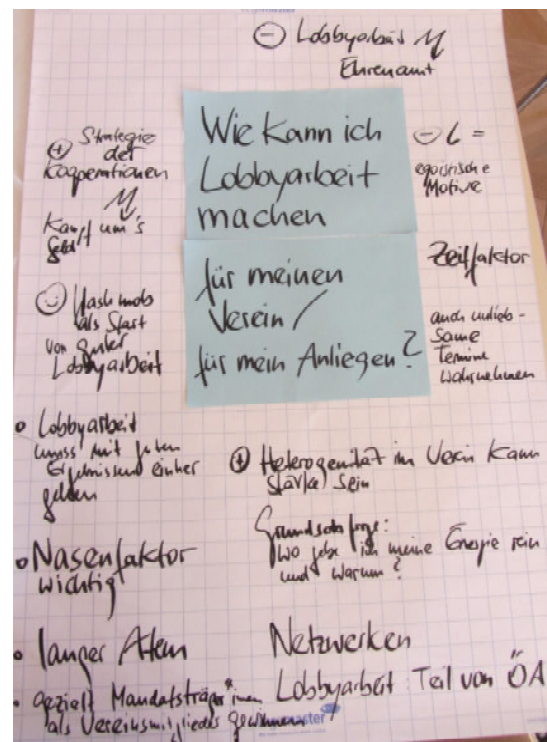 ⊖ Lobbyarbeit ↯
Ehrenamt
Wie kann ich
Lobbyarbeit
machen
für meinen
Verein /
für mein Anliegen?
⊕ Strategie
der
Kooperationen
↯
Kampf um's
Geld
☺ flashmob
als Start
von guter
Lobbyarbeit
⊖ L =
egoistische
Motive
Zeitfaktor
auch unlieb-
same
Termine
wahrnehmen
• Lobbyarbeit
muss mit guten
Ergebnissen einher
gehen
• Nasenfaktor
wichtig
• langer Atem
• gezielt Mandatsträger*innen
als Vereinsmitglieder gewinnen
⊕ Heterogenität im Verein kann
Stärke sein
Grundsatzfrage:
Wo gebe ich meine Energie rein
und warum?
Netzwerken
Lobbyarbeit: Teil von ÖA